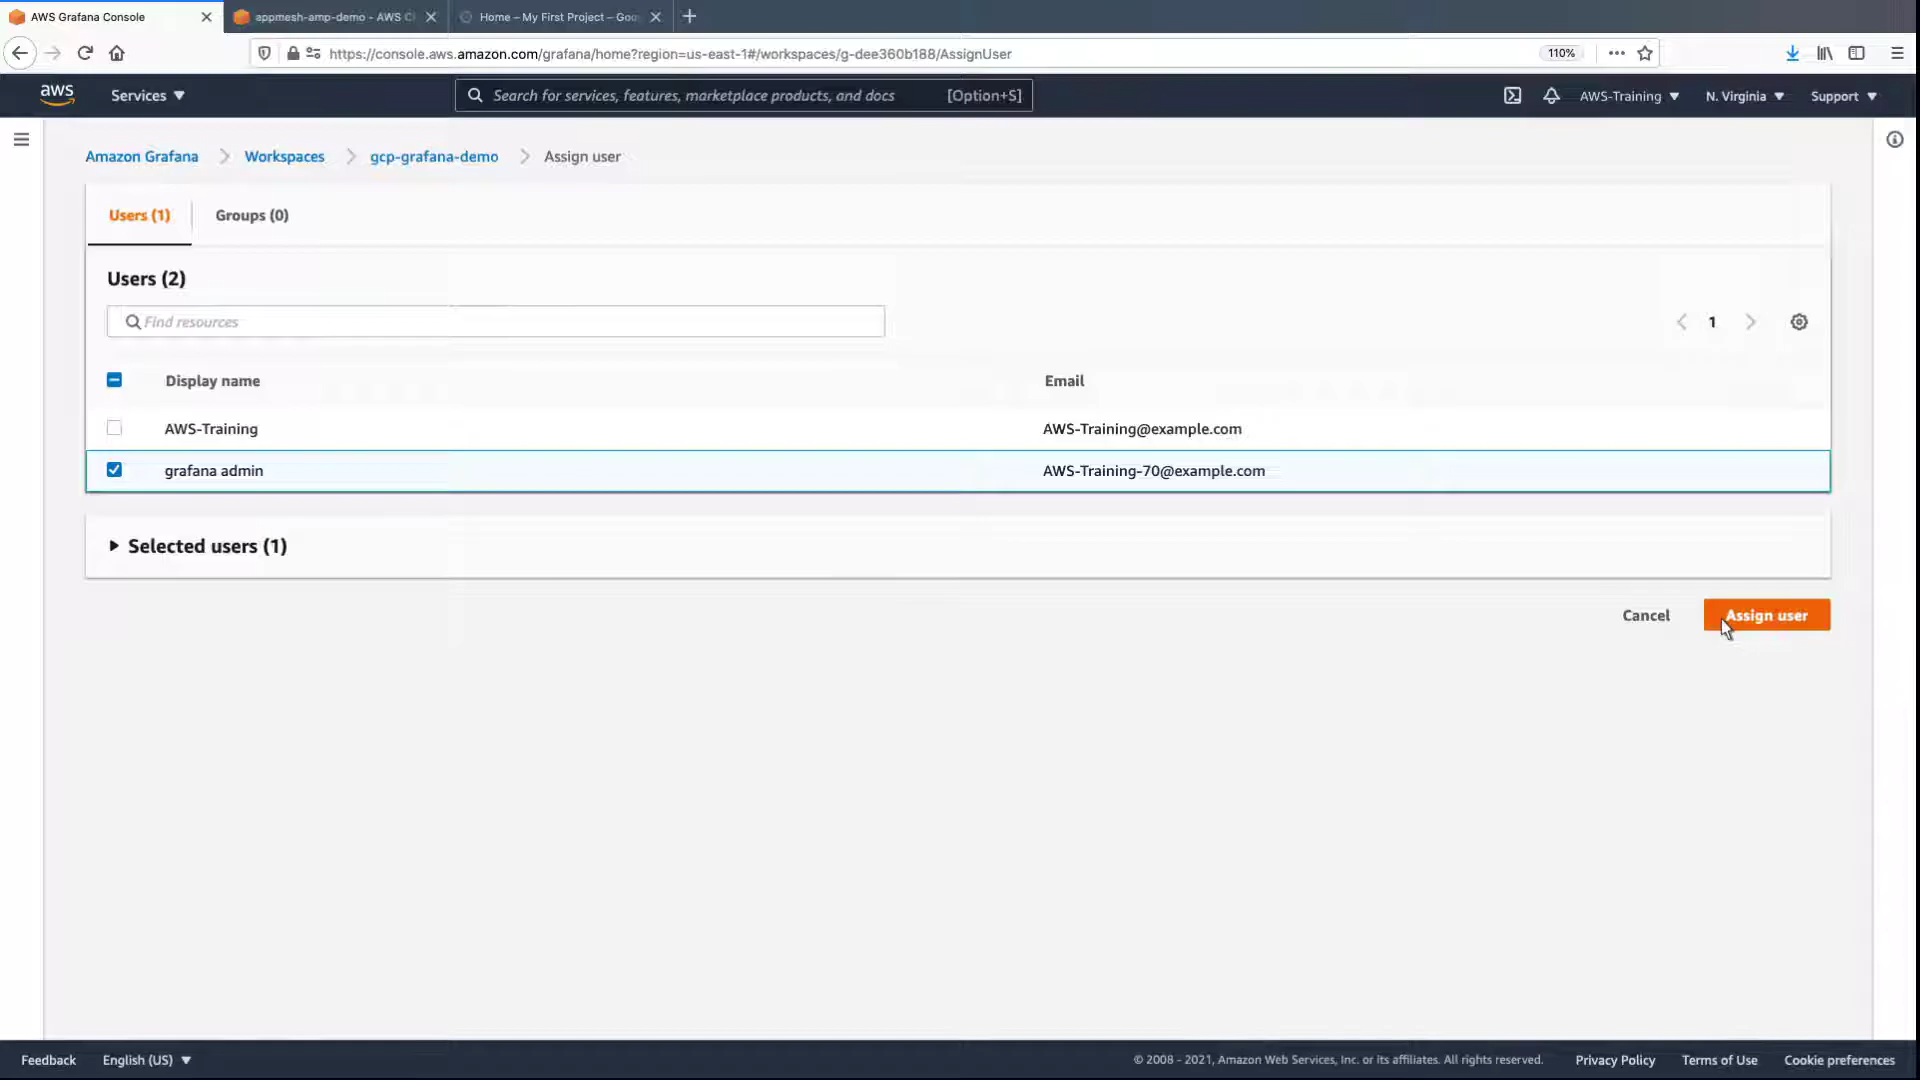 AWS Grafana Console
appmesh-amp-demo - AWS C
Home – My First Project – Goo
https://console.aws.amazon.com/grafana/home?region=us-east-1#/workspaces/g-dee360b188/AssignUser
110%
aws
Services
Search for services, features, marketplace products, and docs
[Option+S]
AWS-Training
N. Virginia
Support
Amazon Grafana
Workspaces
gcp-grafana-demo
Assign user
Users (1)
Groups (0)
Users (2)
Find resources
1
Display name
Email
AWS-Training
AWS-Training@example.com
grafana admin
AWS-Training-70@example.com
Selected users (1)
Cancel
Assign user
Feedback
English (US)
© 2008 - 2021, Amazon Web Services, Inc. or its affiliates. All rights reserved.
Privacy Policy
Terms of Use
Cookie preferences